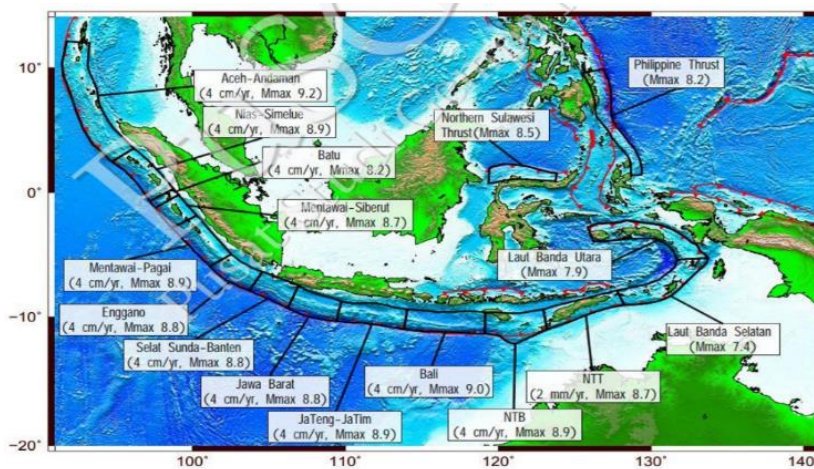 Aceh-Andaman
(4 cm/yr, Mmax 9.2)
Nias-Simelue
(4 cm/yr, Mmax 8.9)
Batu
(4 cm/yr, Mmax 8.2)
Mentawai-Siberut
(4 cm/yr, Mmax 8.7)
Northern Sulawesi
Thrust(Mmax 8.5)
Philippine Thrust
(Mmax 8.2)
Mentawai-Pagai
(4 cm/yr, Mmax 8.9)
Enggano
(4 cm/yr, Mmax 8.8)
Selat Sunda-Banten
(4 cm/yr, Mmax 8.8)
Jawa Barat
(4 cm/yr, Mmax 8.8)
JaTeng-JaTim
(4 cm/yr, Mmax 8.9)
Bali
(4 cm/yr, Mmax 9.0)
NTB
(4 cm/yr, Mmax 8.9)
NTT
(2 mm/yr, Mmax 8.7)
Laut Banda Utara
(Mmax 7.9)
Laut Banda Selatan
(Mmax 7.4)
10°
0°
−10°
−20°
100°
110°
120°
130°
140